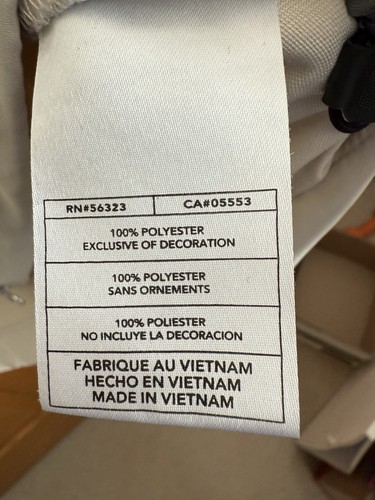 RN#56323 CA#05553
100% POLYESTER
EXCLUSIVE OF DECORATION
100% POLYESTER
SANS ORNEMENTS
100% POLIESTER
NO INCLUYE LA DECORACION
FABRIQUE AU VIETNAM
HECHO EN VIETNAM
MADE IN VIETNAM